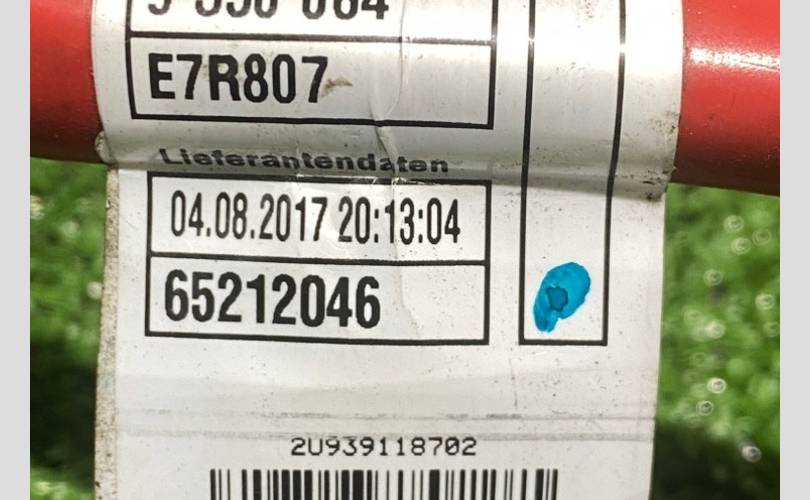 E7R807
Lieferantendaten
04.08.2017 20:13:04
65212046
2U939118702